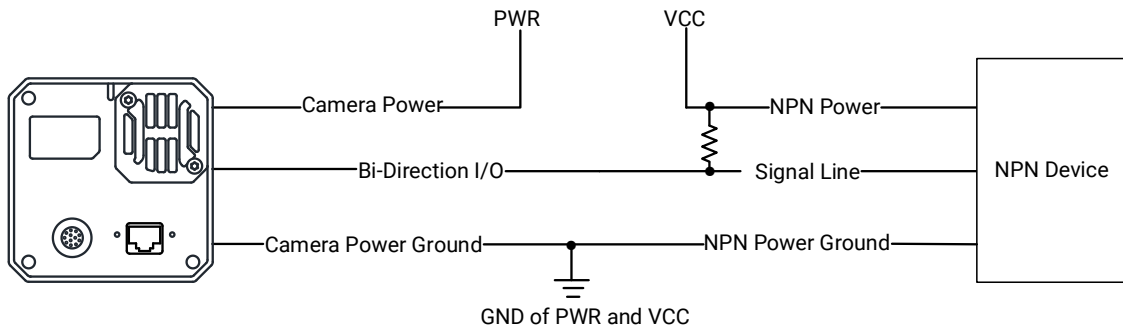 PWR
VCC
Camera Power
NPN Power
Bi-Direction I/O
Signal Line
NPN Device
Camera Power Ground
NPN Power Ground
GND of PWR and VCC